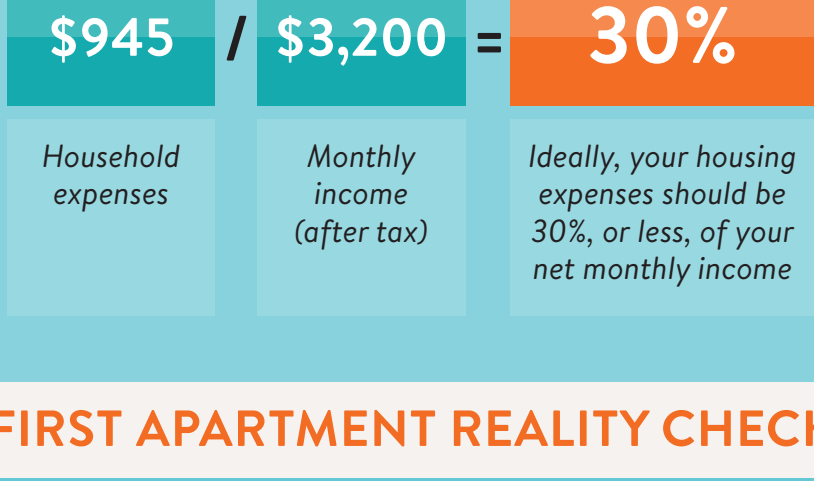 $945 / $3,200 = 30%
Household
expenses
Monthly
income
(after tax)
Ideally, your housing
expenses should be
30%, or less, of your
net monthly income
FIRST APARTMENT REALITY CHECK